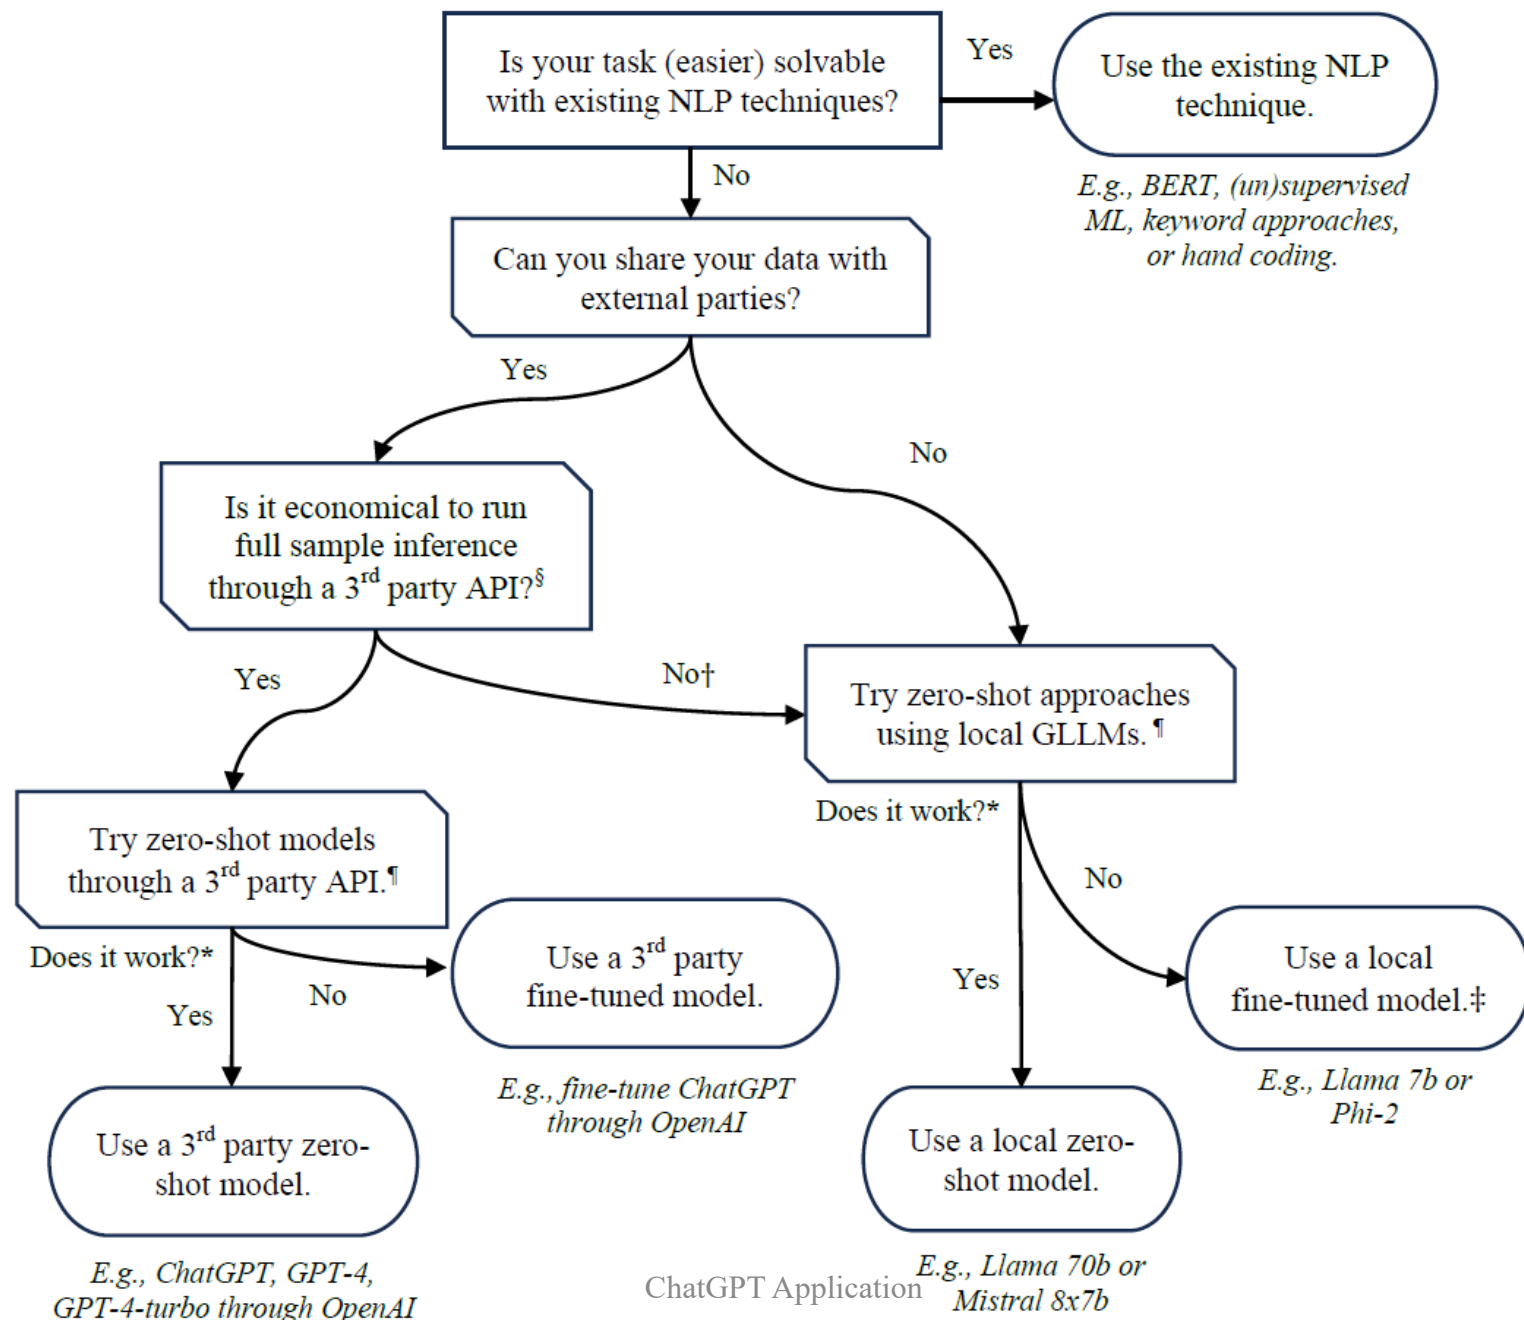 Is your task (easier) solvable
with existing NLP techniques?
Yes
Use the existing NLP
technique.
E.g., BERT, (un)supervised
ML, keyword approaches,
or hand coding.
No
Can you share your data with
external parties?
Yes
No
Is it economical to run
full sample inference
through a 3rd party API?§
Yes
No†
Try zero-shot approaches
using local GLLMs.¶
Try zero-shot models
through a 3rd party API.¶
Does it work?*
No
Yes
Use a 3rd party
fine-tuned model.
E.g., fine-tune ChatGPT
through OpenAI
Use a 3rd party zero-
shot model.
E.g., ChatGPT, GPT-4,
GPT-4-turbo through OpenAI
Does it work?*
No
Yes
Use a local
fine-tuned model.‡
E.g., Llama 7b or
Phi-2
Use a local zero-
shot model.
E.g., Llama 70b or
Mistral 8x7b
ChatGPT Application